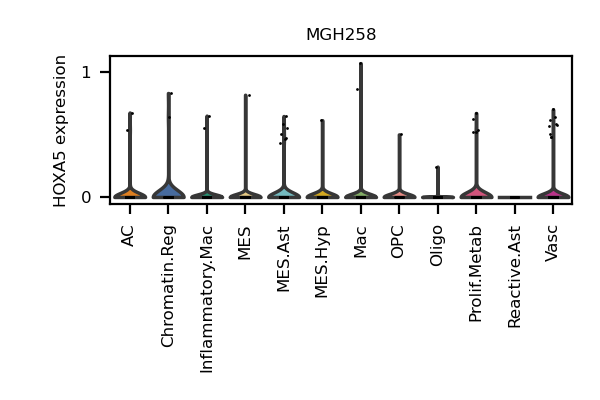 MGH258
HOXA5 expression
1
0
AC
Chromatin.Reg
Inflammatory.Mac
MES
MES.Ast
MES.Hyp
Mac
OPC
Oligo
Prolif.Metab
Reactive.Ast
Vasc